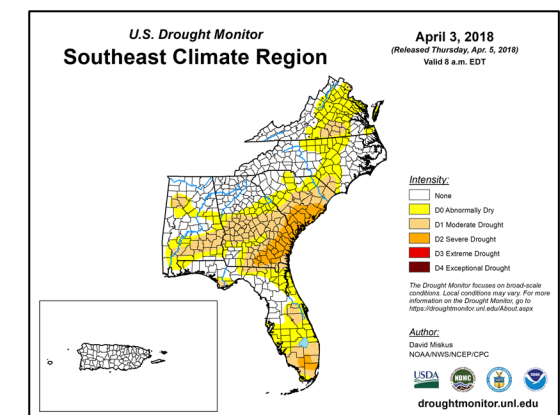 U.S. Drought Monitor
Southeast Climate Region
April 3, 2018
(Released Thursday, Apr. 5, 2018)
Valid 8 a.m. EDT
Intensity:
None
D0 Abnormally Dry
D1 Moderate Drought
D2 Severe Drought
D3 Extreme Drought
D4 Exceptional Drought
The Drought Monitor focuses on broad-scale
conditions. Local conditions may vary. For more
information on the Drought Monitor, go to
https://droughtmonitor.unl.edu/About.aspx
Author:
David Miskus
NOAA/NWS/NCEP/CPC
USDA
NDMC
droughtmonitor.unl.edu